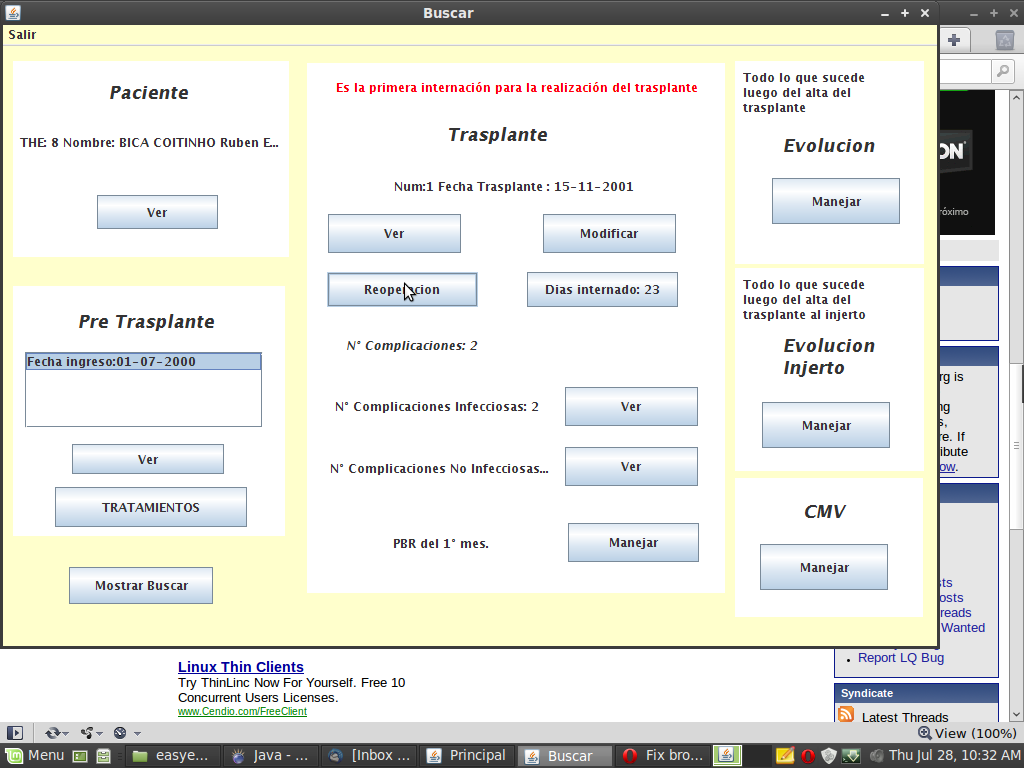 Buscar
Salir
Paciente
THE: 8 Nombre: BICA COITINHO Ruben E...
Ver
Pre Trasplante
Fecha ingreso:01-07-2000
Ver
TRATAMIENTOS
Mostrar Buscar
Es la primera internación para la realización del trasplante
Trasplante
Num:1 Fecha Trasplante : 15-11-2001
Ver
Modificar
Dias internado: 23
N° Complicaciones: 2
N° Complicaciones Infecciosas: 2
Ver
N° Complicaciones No Infecciosas...
Ver
PBR del 1° mes.
Manejar
Todo lo que sucede
luego del alta del
trasplante
Evolucion
Manejar
Todo lo que sucede
luego del alta del
trasplante al injerto
Evolucion
Injerto
Manejar
CMV
Manejar
ON
róximo
rg is
ng
s,
re. If
ibute
ow.
sts
osts
reads
Wanted
Report LQ Bug
Syndicate
Latest Threads
Linux Thin Clients
Try ThinLinc Now For Yourself. Free 10
Concurrent Users Licenses.
www.Cendio.com/FreeClient
View (100%)
Menu
easye...
Java - ...
[Inbox ...
Principal
Buscar
Fix bro...
Thu Jul 28, 10:32 AM